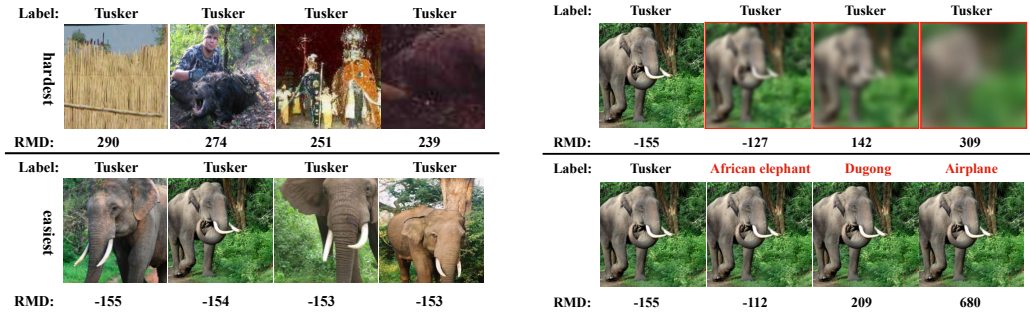 Label: Tusker Tusker Tusker Tusker
hardest
RMD: 290 274 251 239
Label: Tusker Tusker Tusker Tusker
easiest
RMD: -155 -154 -153 -153
Label: Tusker Tusker Tusker Tusker
RMD: -155 -127 142 309
Label: Tusker African elephant Dugong Airplane
RMD: -155 -112 209 680